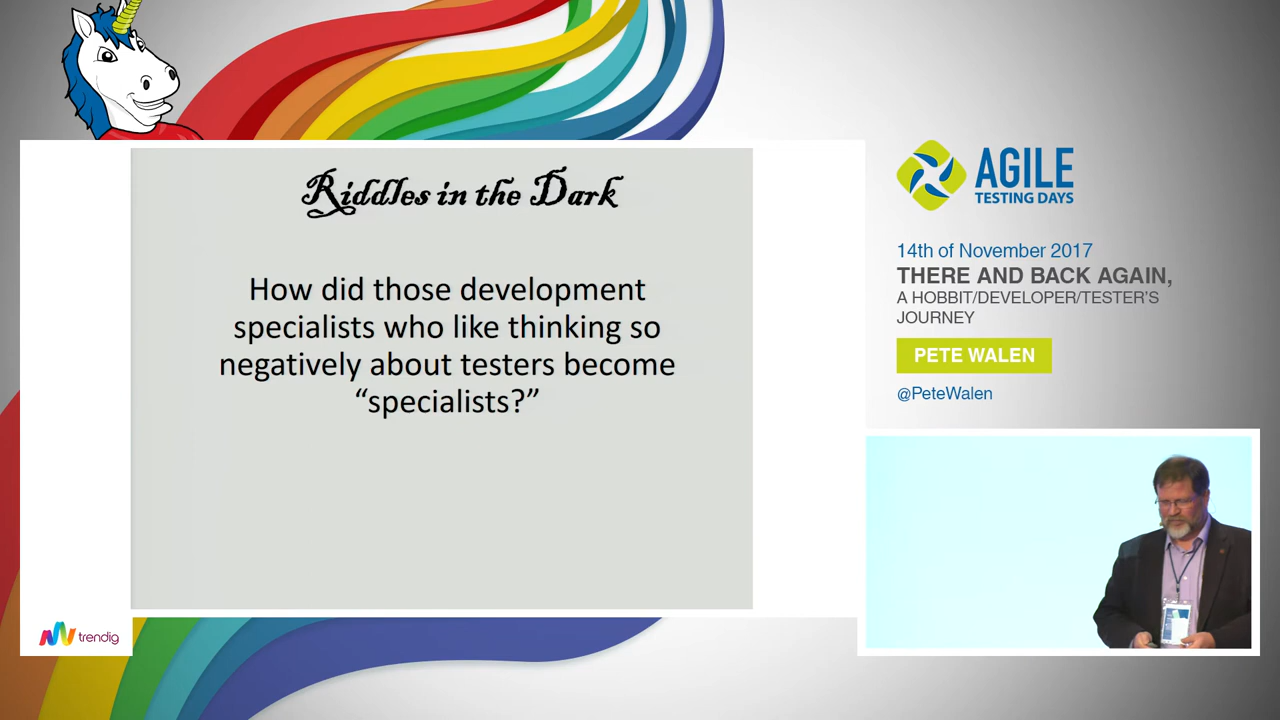 Riddles in the Dark
How did those development
specialists who like thinking so
negatively about testers become
“specialists?”
AGILE
TESTING DAYS
14th of November 2017
THERE AND BACK AGAIN,
A HOBBIT/DEVELOPER/TESTER'S
JOURNEY
PETE WALEN
@PeteWalen
trendig